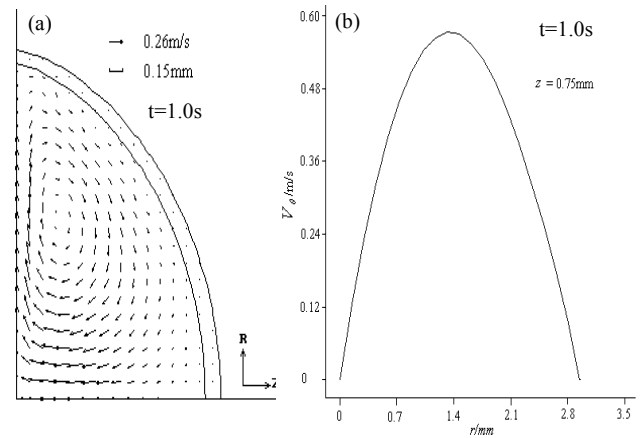 (a)
0.26m/s
0.15mm
t=1.0s
R
Z
(b)
t=1.0s
z = 0.75mm
V_θ/m/s
0.60
0.48
0.36
0.24
0.12
0
0 0.7 1.4 2.1 2.8 3.5
r/mm